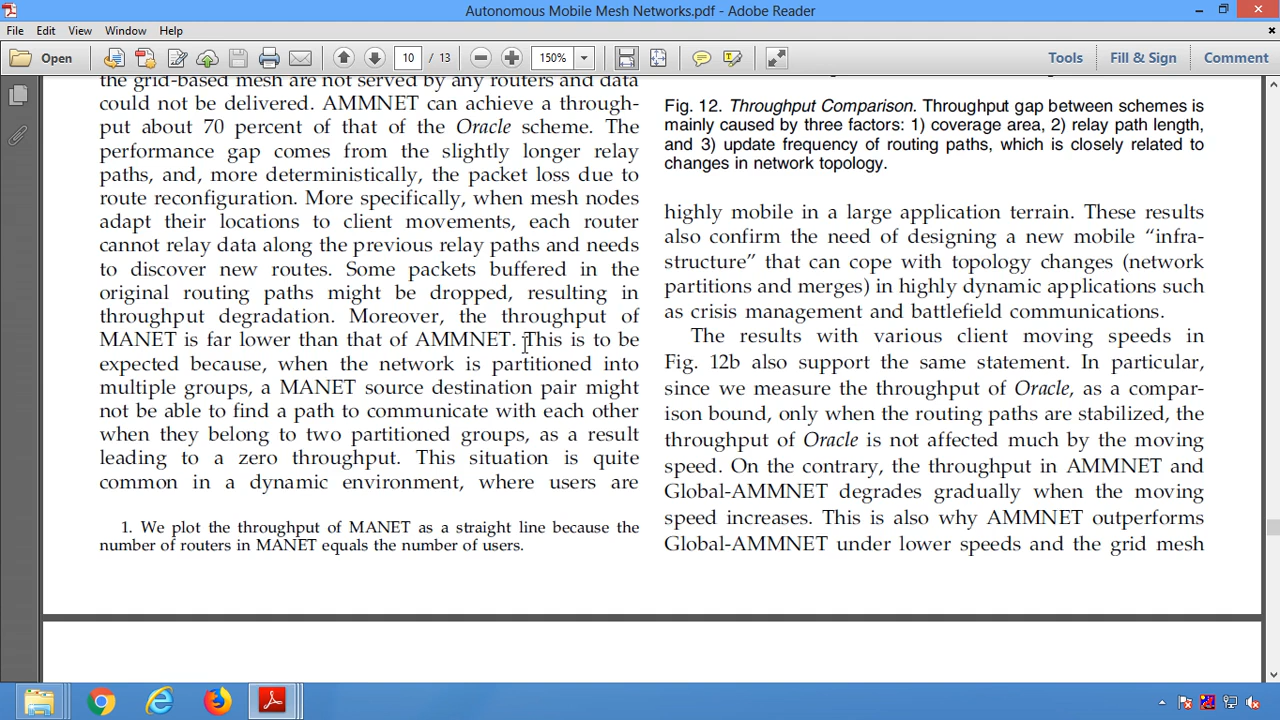 Autonomous Mobile Mesh Networks.pdf - Adobe Reader
File Edit View Window Help
Open 10 / 13 150% Tools Fill & Sign Comment
the grid-based mesh are not served by any routers and data
could not be delivered. AMMNET can achieve a through-
put about 70 percent of that of the Oracle scheme. The
performance gap comes from the slightly longer relay
paths, and, more deterministically, the packet loss due to
route reconfiguration. More specifically, when mesh nodes
adapt their locations to client movements, each router
cannot relay data along the previous relay paths and needs
to discover new routes. Some packets buffered in the
original routing paths might be dropped, resulting in
throughput degradation. Moreover, the throughput of
MANET is far lower than that of AMMNET. This is to be
expected because, when the network is partitioned into
multiple groups, a MANET source destination pair might
not be able to find a path to communicate with each other
when they belong to two partitioned groups, as a result
leading to a zero throughput. This situation is quite
common in a dynamic environment, where users are
1. We plot the throughput of MANET as a straight line because the
number of routers in MANET equals the number of users.
Fig. 12. Throughput Comparison. Throughput gap between schemes is
mainly caused by three factors: 1) coverage area, 2) relay path length,
and 3) update frequency of routing paths, which is closely related to
changes in network topology.
highly mobile in a large application terrain. These results
also confirm the need of designing a new mobile “infra-
structure” that can cope with topology changes (network
partitions and merges) in highly dynamic applications such
as crisis management and battlefield communications.
The results with various client moving speeds in
Fig. 12b also support the same statement. In particular,
since we measure the throughput of Oracle, as a compar-
ison bound, only when the routing paths are stabilized, the
throughput of Oracle is not affected much by the moving
speed. On the contrary, the throughput in AMMNET and
Global-AMMNET degrades gradually when the moving
speed increases. This is also why AMMNET outperforms
Global-AMMNET under lower speeds and the grid mesh